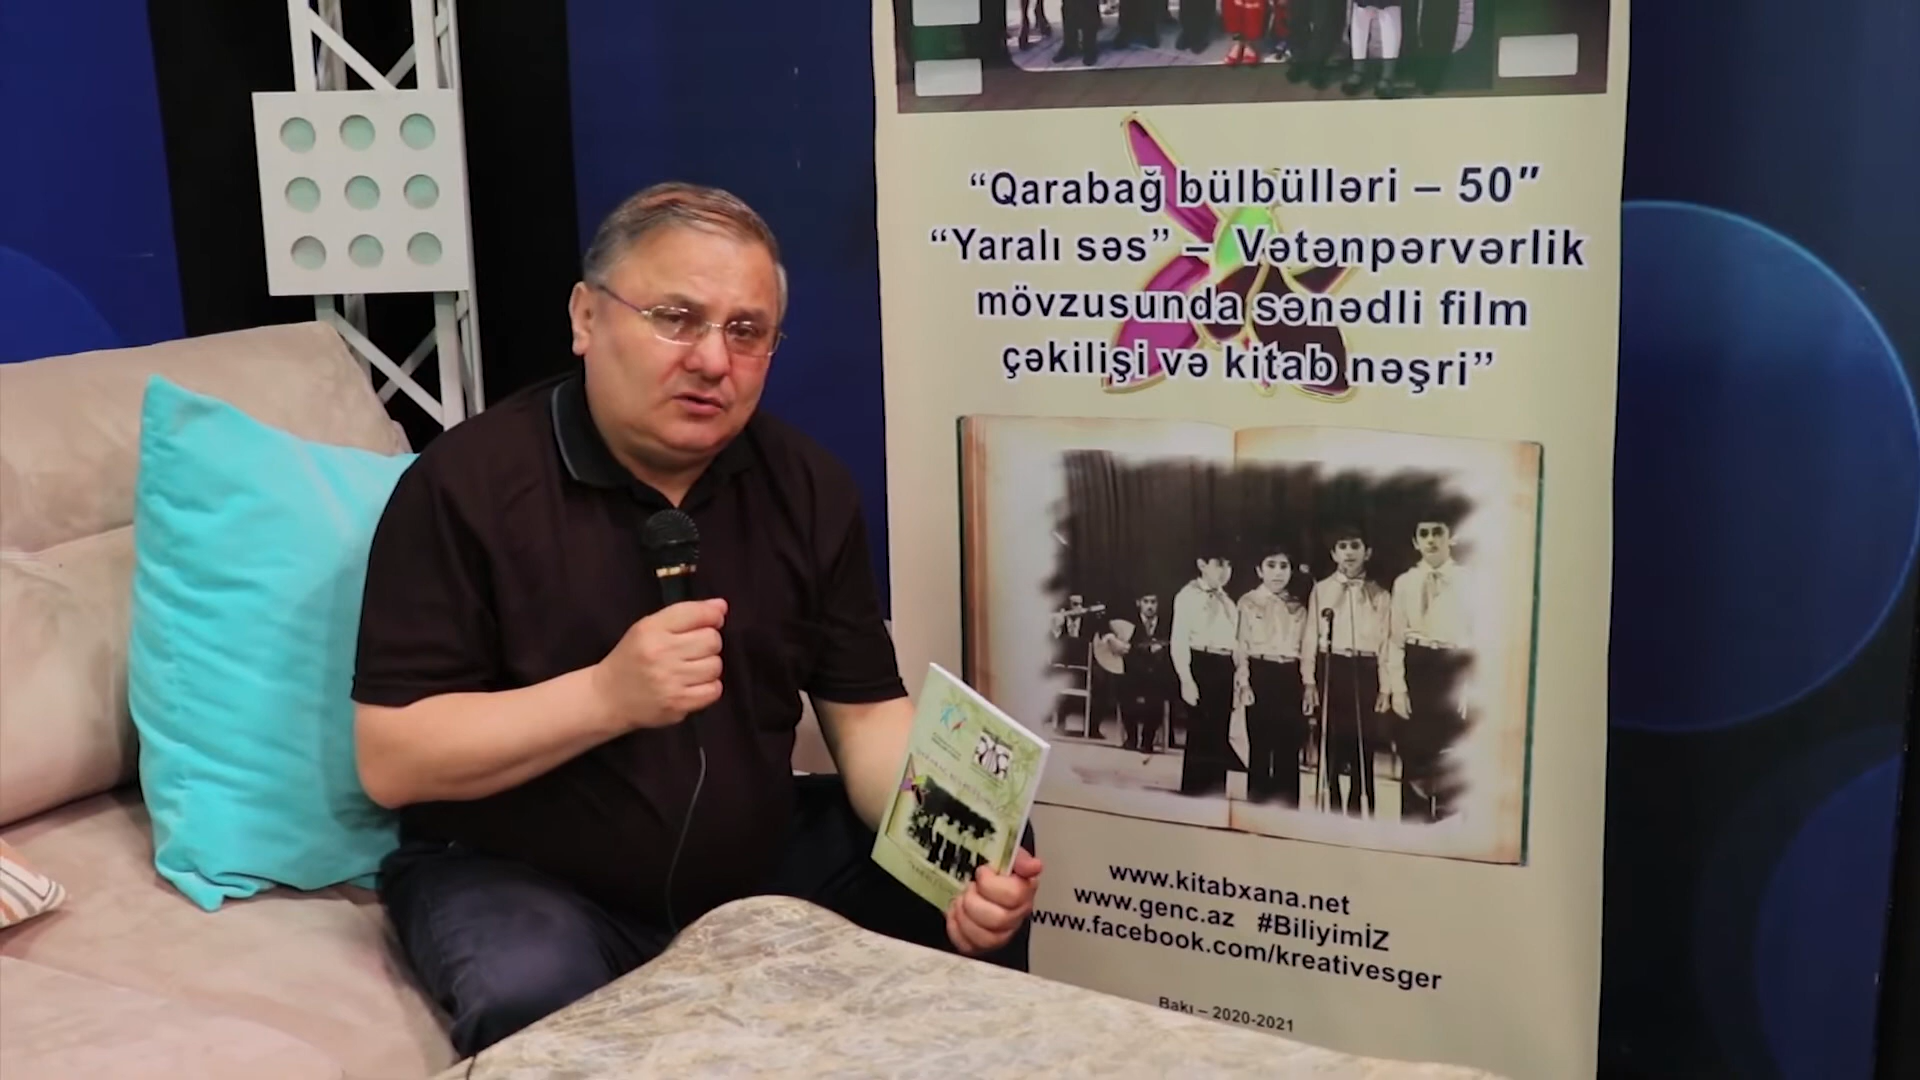 “Qarabağ bülbülləri – 50"
“Yaralı səs” – Vətənpərvərlik
mövzusunda sənədli film
çəkilişi və kitab nəşri”
www.kitabxana.net
www.genc.az #BiliyimİZ
www.facebook.com/kreativesger
Bakı – 2020-2021